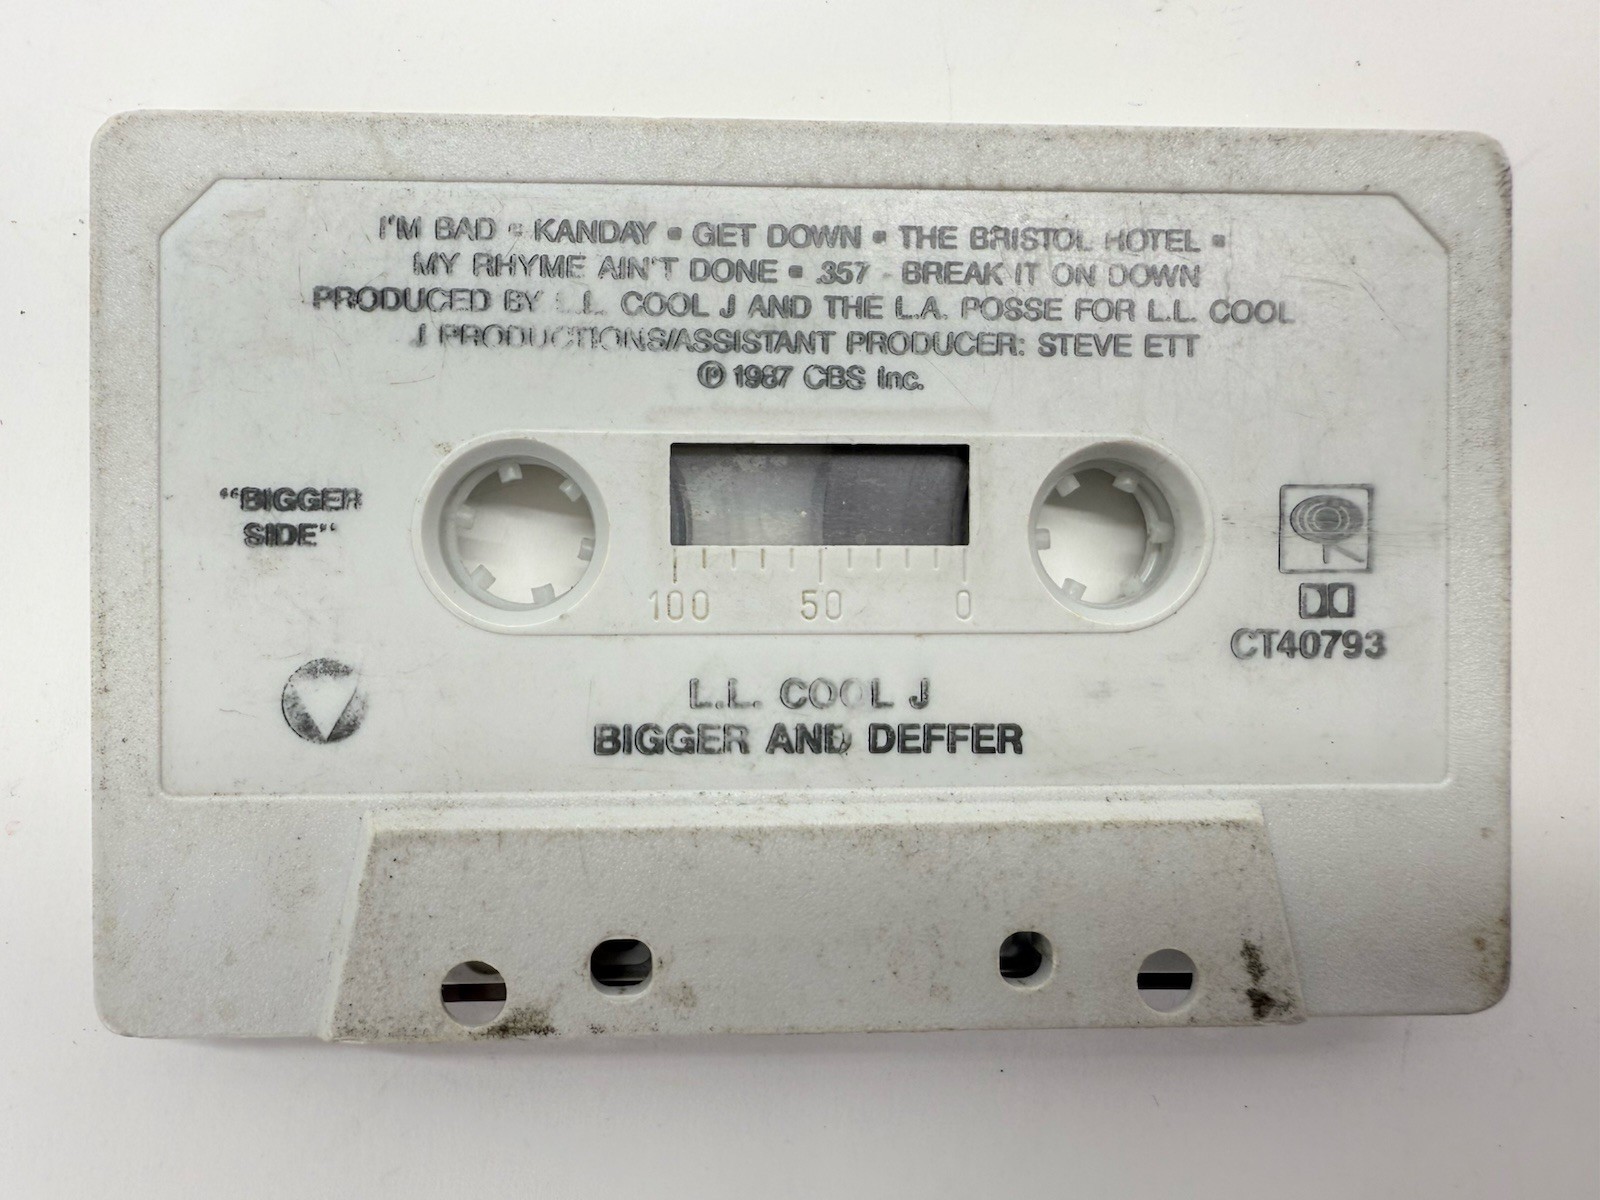 I'M BAD • KANDAY • GET DOWN • THE BRISTOL HOTEL •
MY RHYME AIN'T DONE • .357 - BREAK IT ON DOWN
PRODUCED BY L.L. COOL J AND THE L.A. POSSE FOR L.L. COOL
J PRODUCTIONS/ASSISTANT PRODUCER: STEVE ETT
℗ 1987 CBS Inc.
"BIGGER
SIDE"
100 50 0
CT40793
L.L. COOL J
BIGGER AND DEFFER